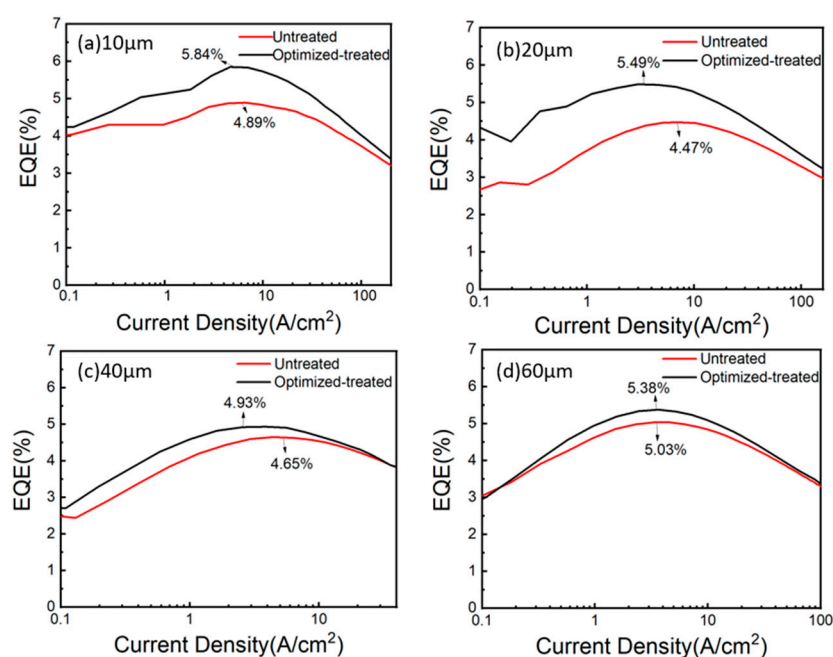 (a)10μm
Untreated
Optimized-treated
5.84%
4.89%
EQE(%)
7
6
5
4
3
2
1
0
0.1 1 10 100
Current Density(A/cm²)
(b)20μm
Untreated
Optimized-treated
5.49%
4.47%
EQE(%)
7
6
5
4
3
2
1
0
0.1 1 10 100
Current Density(A/cm²)
(c)40μm
Untreated
Optimized-treated
4.93%
4.65%
EQE(%)
7
6
5
4
3
2
1
0
0.1 1 10
Current Density(A/cm²)
(d)60μm
Untreated
Optimized-treated
5.38%
5.03%
EQE(%)
7
6
5
4
3
2
1
0
0.1 1 10 100
Current Density(A/cm²)